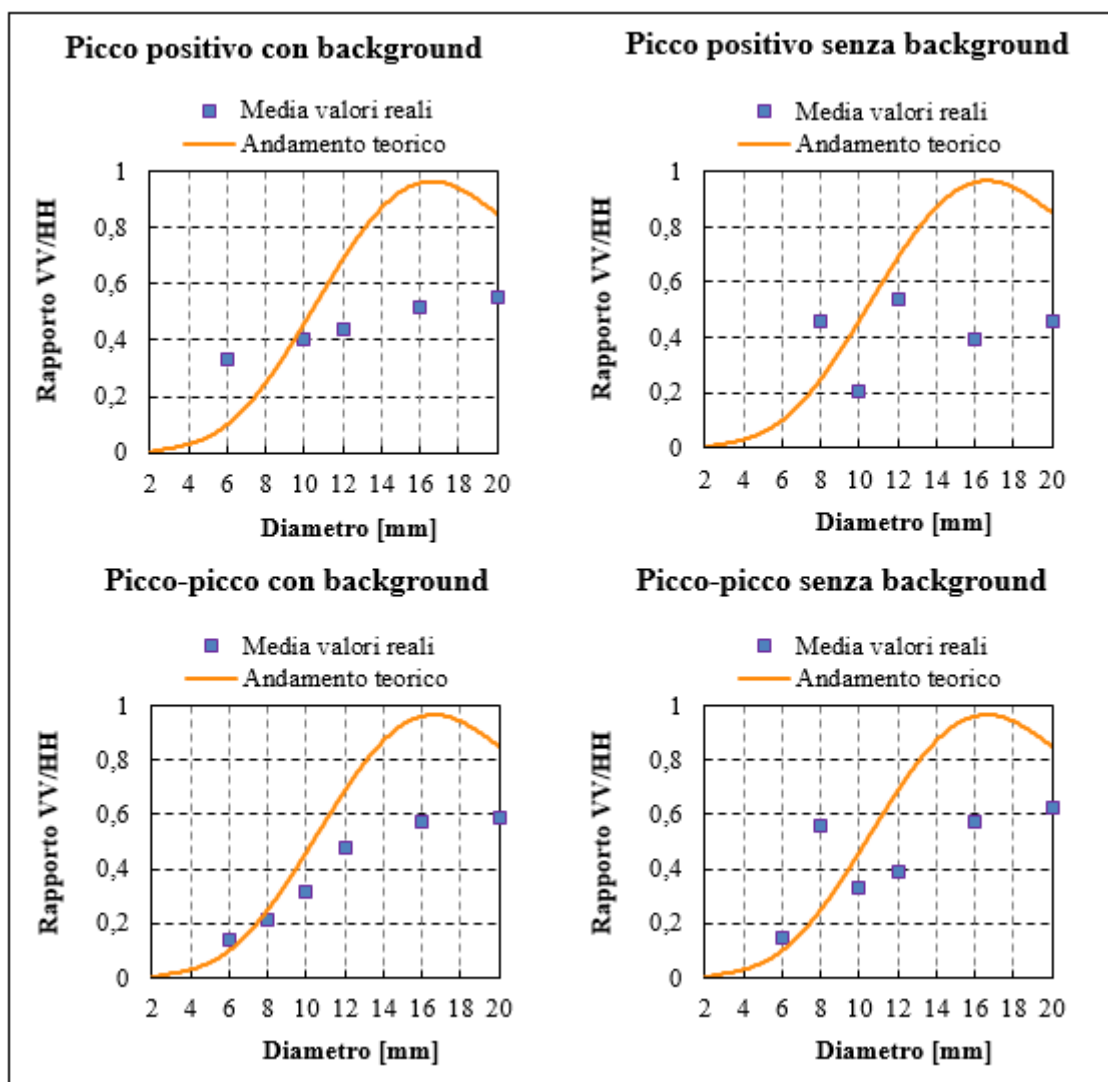 Picco positivo con background
Media valori reali
Andamento teorico
Rapporto VV/HH
1
0,8
0,6
0,4
0,2
0
2 4 6 8 10 12 14 16 18 20
Diametro [mm]
Picco positivo senza background
Media valori reali
Andamento teorico
Rapporto VV/HH
1
0,8
0,6
0,4
0,2
0
2 4 6 8 10 12 14 16 18 20
Diametro [mm]
Picco-picco con background
Media valori reali
Andamento teorico
Rapporto VV/HH
1
0,8
0,6
0,4
0,2
0
2 4 6 8 10 12 14 16 18 20
Diametro [mm]
Picco-picco senza background
Media valori reali
Andamento teorico
Rapporto VV/HH
1
0,8
0,6
0,4
0,2
0
2 4 6 8 10 12 14 16 18 20
Diametro [mm]